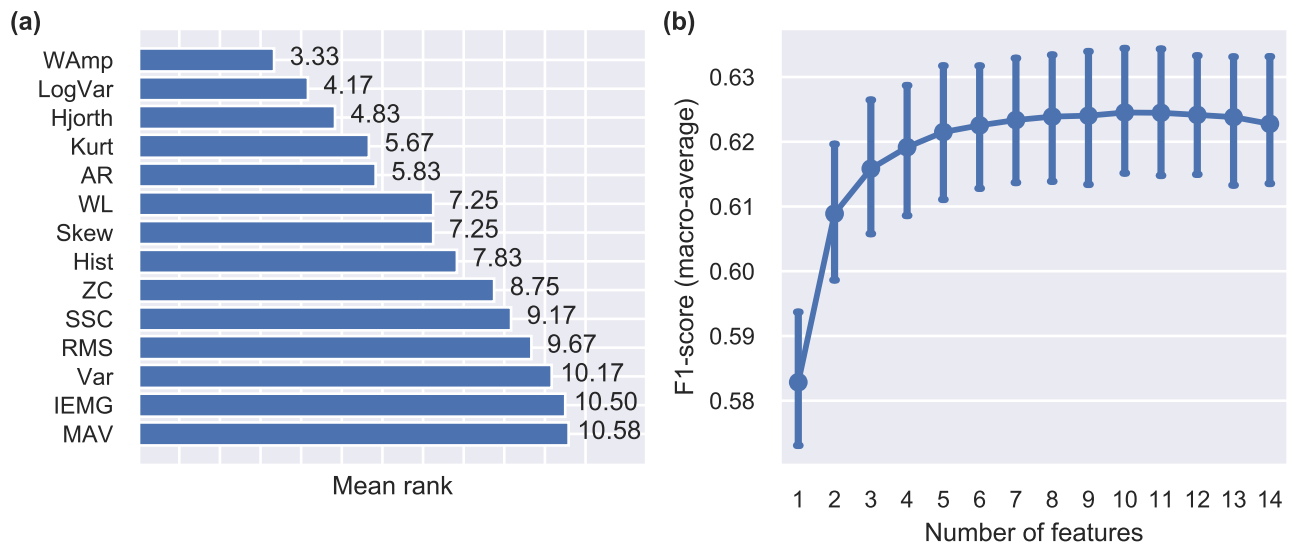 (a)
WAmp 3.33
LogVar 4.17
Hjorth 4.83
Kurt 5.67
AR 5.83
WL 7.25
Skew 7.25
Hist 7.83
ZC 8.75
SSC 9.17
RMS 9.67
Var 10.17
IEMG 10.50
MAV 10.58
Mean rank
(b)
F1-score (macro-average)
0.63
0.62
0.61
0.60
0.59
0.58
1 2 3 4 5 6 7 8 9 10 11 12 13 14
Number of features